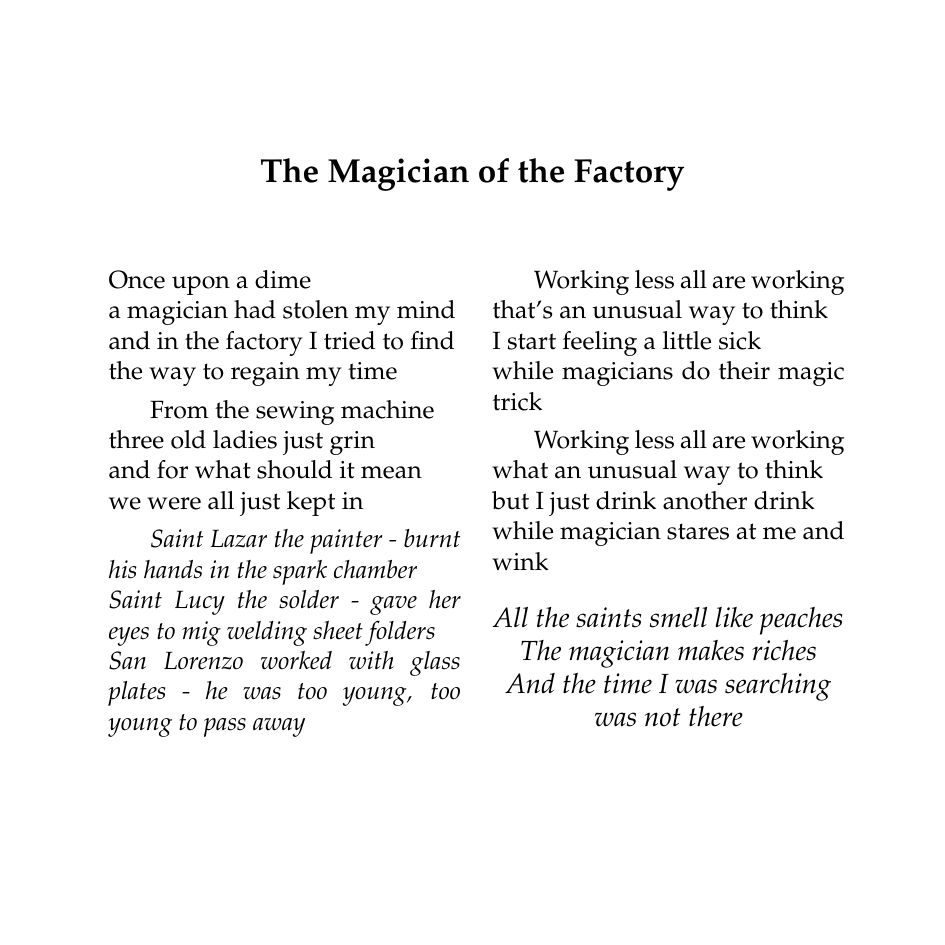 The Magician of the Factory
Once upon a dime
a magician had stolen my mind
and in the factory I tried to find
the way to regain my time
From the sewing machine
three old ladies just grin
and for what should it mean
we were all just kept in
Saint Lazar the painter - burnt
his hands in the spark chamber
Saint Lucy the solder - gave her
eyes to mig welding sheet folders
San Lorenzo worked with glass
plates - he was too young, too
young to pass away
Working less all are working
that's an unusual way to think
I start feeling a little sick
while magicians do their magic
trick
Working less all are working
what an unusual way to think
but I just drink another drink
while magician stares at me and
wink
All the saints smell like peaches
The magician makes riches
And the time I was searching
was not there